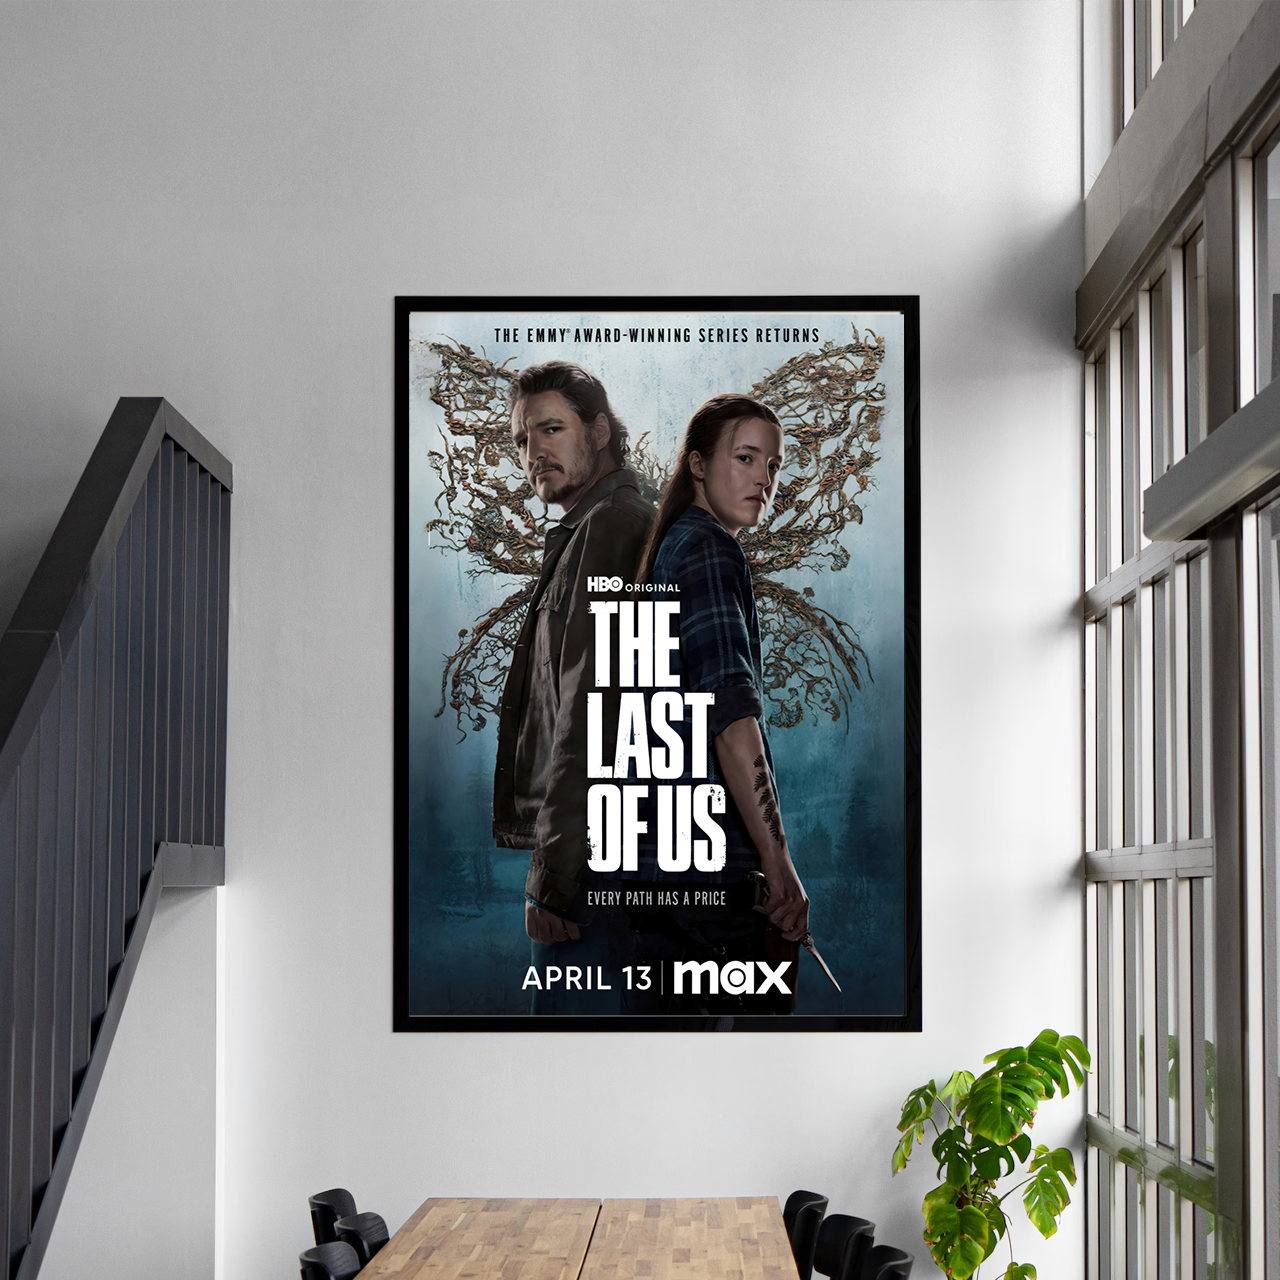 THE EMMY® AWARD-WINNING SERIES RETURNS
HBO ORIGINAL
THE
LAST
OF US
EVERY PATH HAS A PRICE
APRIL 13 | max